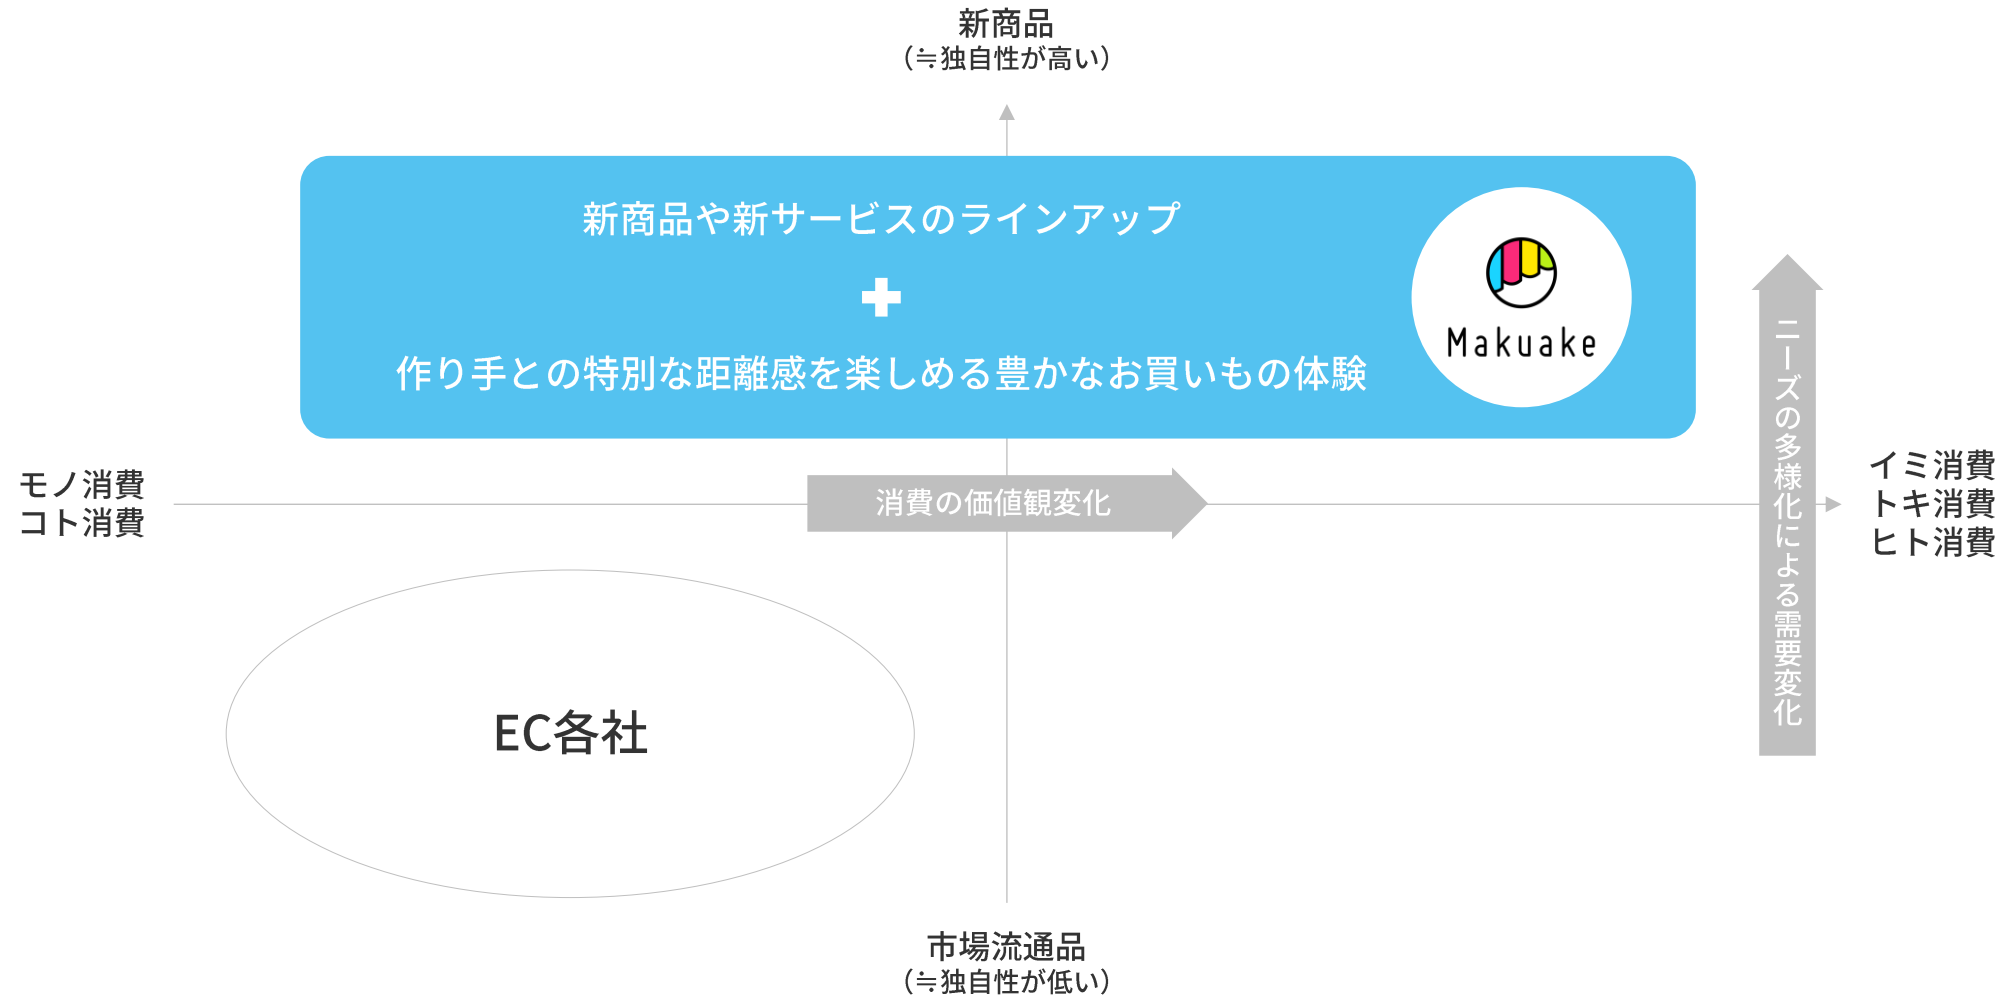 新商品
（≒独自性が高い）
新商品や新サービスのラインアップ
作り手との特別な距離感を楽しめる豊かなお買いもの体験
Makuake
ニーズの多様化による需要変化
モノ消費
コト消費
消費の価値観変化
イミ消費
トキ消費
ヒト消費
EC各社
市場流通品
（≒独自性が低い）